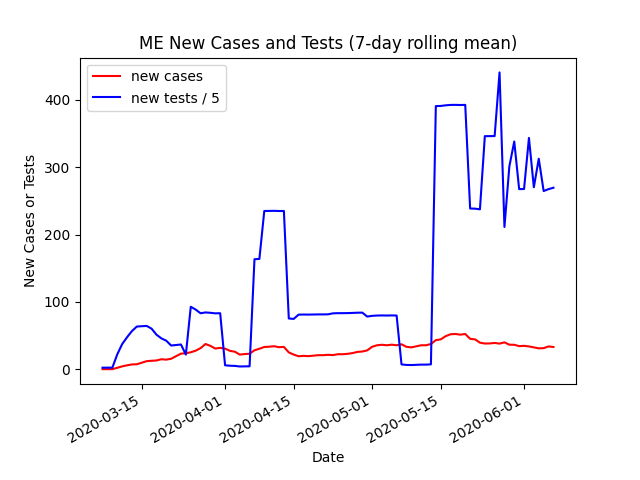 ME New Cases and Tests (7-day rolling mean)
new cases
new tests / 5
New Cases or Tests
400
300
200
100
0
2020-03-15
2020-04-01
2020-04-15
2020-05-01
2020-05-15
2020-06-01
Date